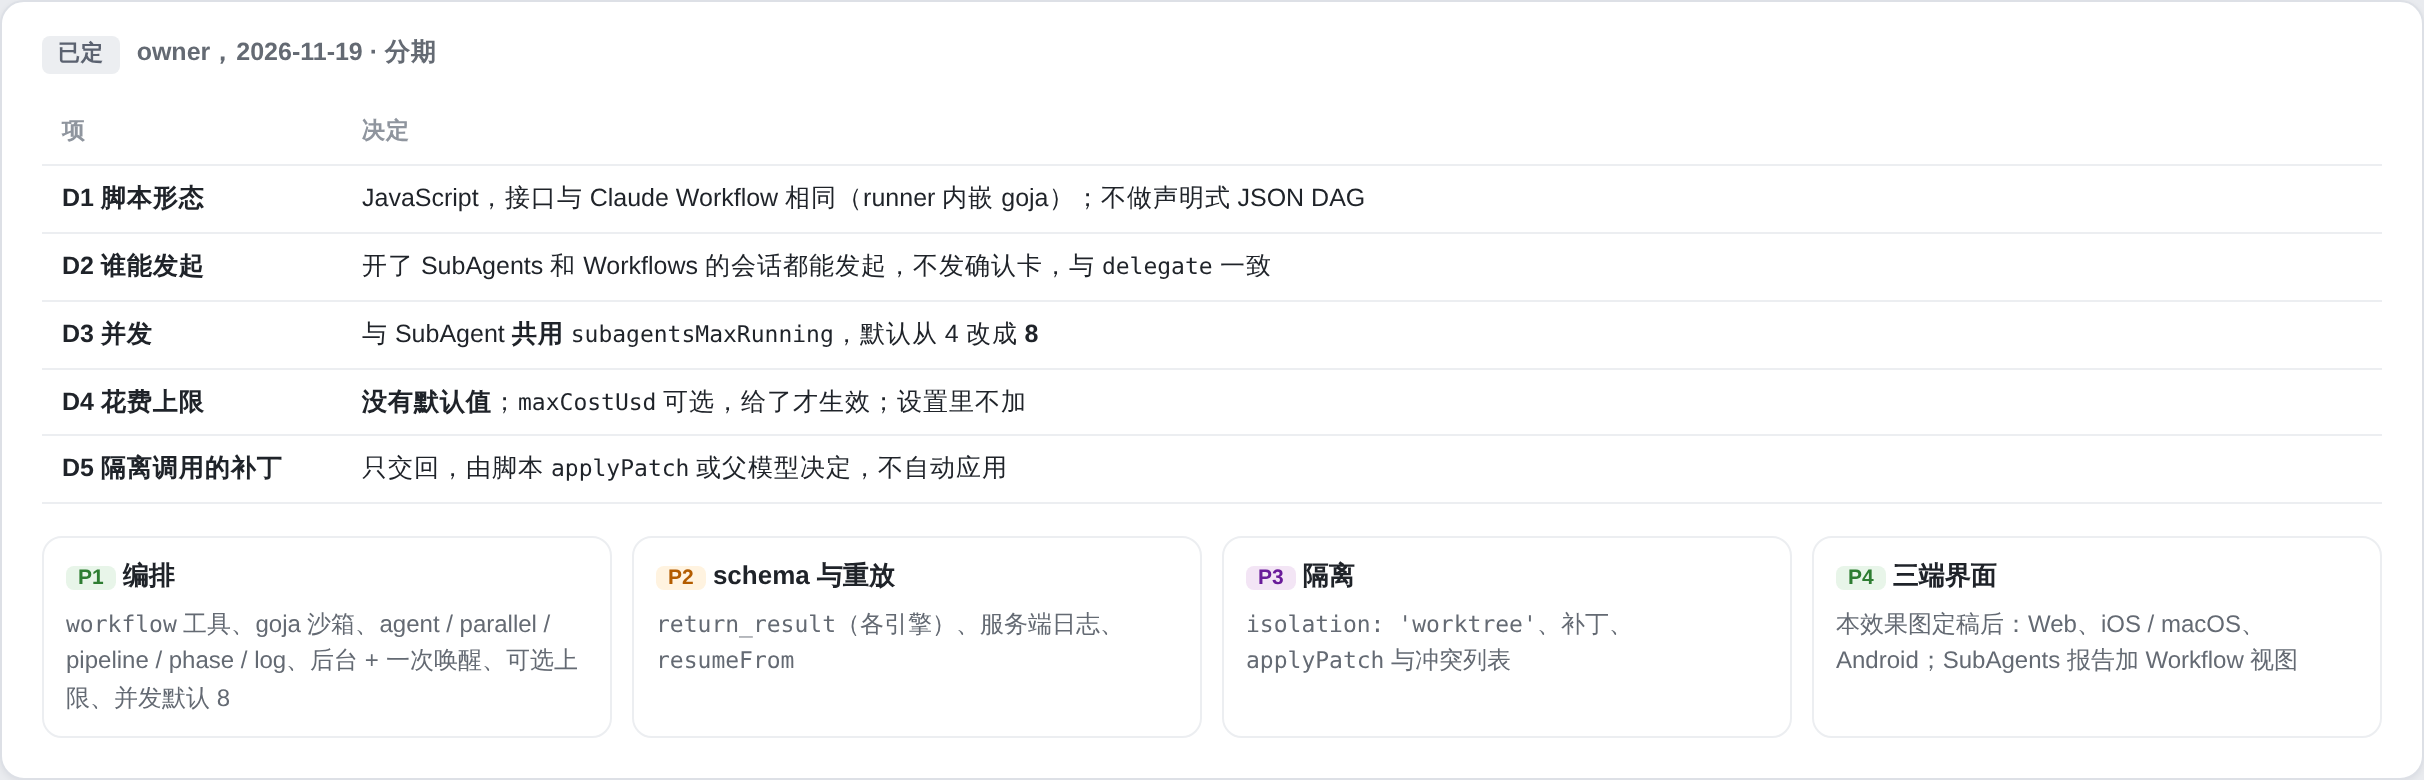 已定 owner，2026-11-19 · 分期
项 决定
D1 脚本形态 JavaScript，接口与 Claude Workflow 相同（runner 内嵌 goja）；不做声明式 JSON DAG
D2 谁能发起 开了 SubAgents 和 Workflows 的会话都能发起，不发确认卡，与 delegate 一致
D3 并发 与 SubAgent 共用 subagentsMaxRunning，默认从 4 改成 8
D4 花费上限 没有默认值；maxCostUsd 可选，给了才生效；设置里不加
D5 隔离调用的补丁 只交回，由脚本 applyPatch 或父模型决定，不自动应用
P1 编排
workflow 工具、goja 沙箱、agent / parallel /
pipeline / phase / log、后台 + 一次唤醒、可选上
限、并发默认 8
P2 schema 与重放
return_result（各引擎）、服务端日志、
resumeFrom
P3 隔离
isolation: 'worktree'、补丁、
applyPatch 与冲突列表
P4 三端界面
本效果图定稿后：Web、iOS / macOS、
Android；SubAgents 报告加 Workflow 视图